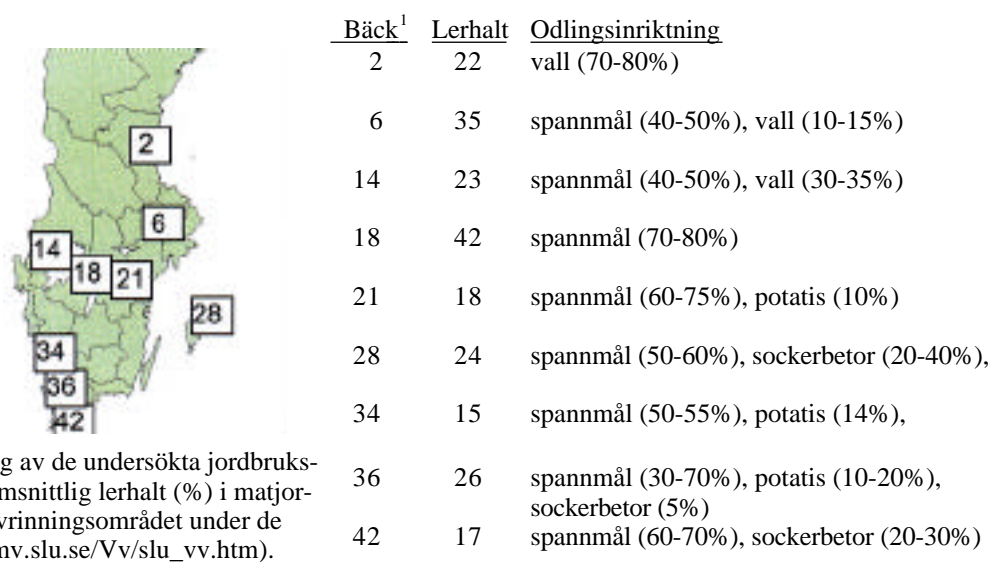 Bäck¹ Lerhalt Odlingsinriktning
2 22 vall (70-80%)
6 35 spannmål (40-50%), vall (10-15%)
14 23 spannmål (40-50%), vall (30-35%)
18 42 spannmål (70-80%)
21 18 spannmål (60-75%), potatis (10%)
28 24 spannmål (50-60%), sockerbetor (20-40%),
34 15 spannmål (50-55%), potatis (14%),
36 26 spannmål (30-70%), potatis (10-20%),
sockerbetor (5%)
42 17 spannmål (60-70%), sockerbetor (20-30%)
2
6
14
18 21
28
34
36
42
g av de undersökta jordbruks-
msnittlig lerhalt (%) i matjor-
vrinningsområdet under de
mv.slu.se/Vv/slu_vv.htm).